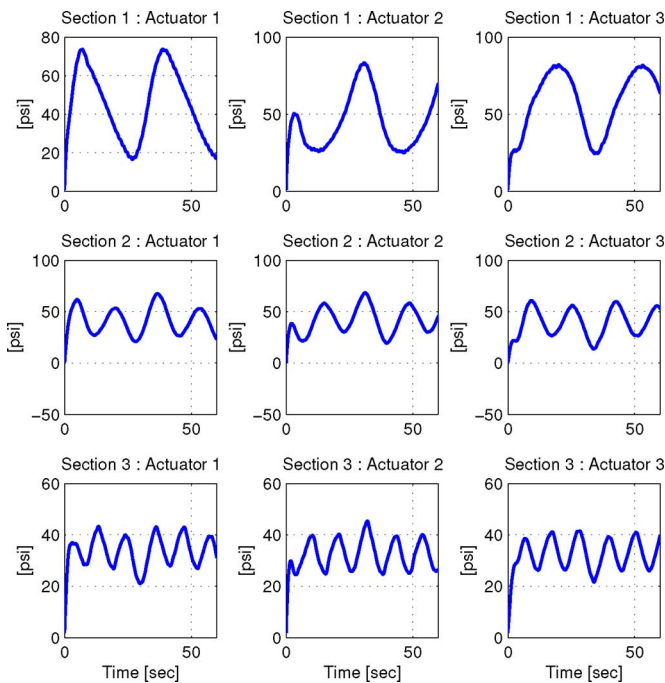 Section 1 : Actuator 1
Section 1 : Actuator 2
Section 1 : Actuator 3
80
60
40
20
0
[psi]
0
50
100
50
0
[psi]
0
50
100
50
0
[psi]
0
50
Section 2 : Actuator 1
Section 2 : Actuator 2
Section 2 : Actuator 3
100
50
0
−50
[psi]
0
50
100
50
0
−50
[psi]
0
50
100
50
0
−50
[psi]
0
50
Section 3 : Actuator 1
Section 3 : Actuator 2
Section 3 : Actuator 3
60
40
20
0
[psi]
0
50
Time [sec]
60
40
20
0
[psi]
0
50
Time [sec]
60
40
20
0
[psi]
0
50
Time [sec]